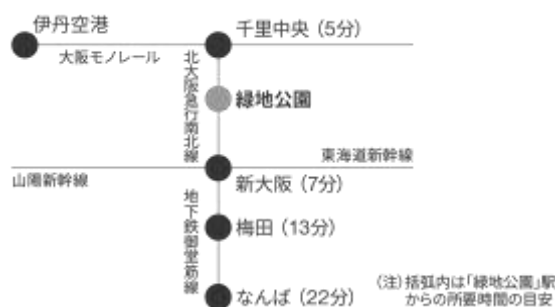 伊丹空港
千里中央（5分）
大阪モノレール
北大阪急行南北線
緑地公園
東海道新幹線
山陽新幹線
新大阪（7分）
地下鉄御堂筋線
梅田（13分）
なんば（22分）
（注）括弧内は「緑地公園」駅
からの所要時間の目安